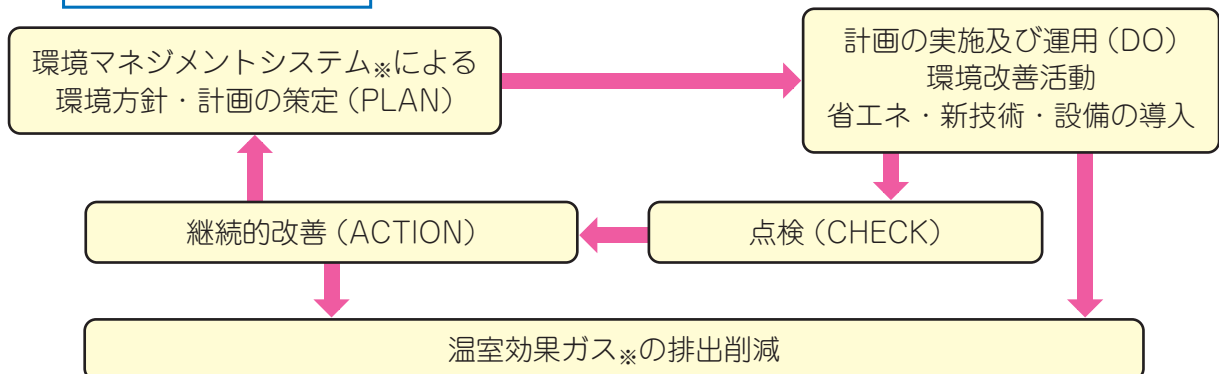 環境マネジメントシステム※による
環境方針・計画の策定（PLAN）
計画の実施及び運用（DO）
環境改善活動
省エネ・新技術・設備の導入
継続的改善（ACTION）
点検（CHECK）
温室効果ガス※の排出削減